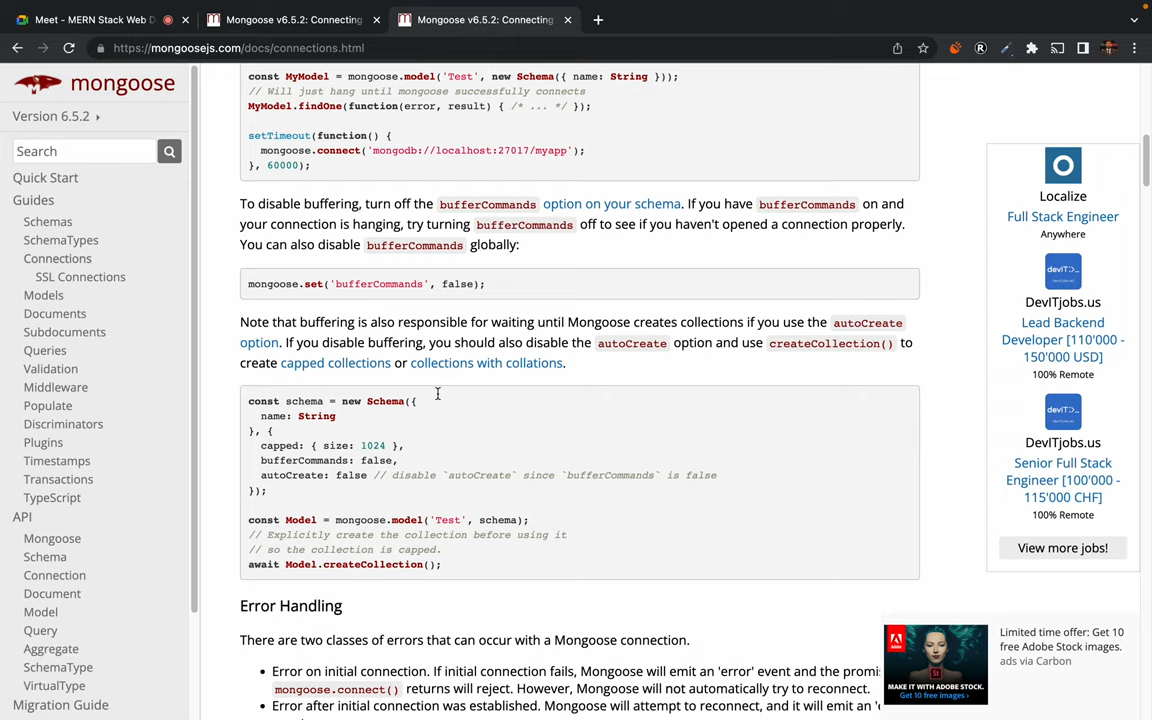 Meet - MERN Stack Web D
Mongoose v6.5.2: Connecting
Mongoose v6.5.2: Connecting
https://mongoosejs.com/docs/connections.html
mongoose
Version 6.5.2
Search
Quick Start
Guides
Schemas
SchemaTypes
Connections
SSL Connections
Models
Documents
Subdocuments
Queries
Validation
Middleware
Populate
Discriminators
Plugins
Timestamps
Transactions
TypeScript
API
Mongoose
Schema
Connection
Document
Model
Query
Aggregate
SchemaType
VirtualType
Migration Guide
const MyModel = mongoose.model('Test', new Schema({ name: String }));
// Will just hang until mongoose successfully connects
MyModel.findOne(function(error, result) { /* ... */ });
setTimeout(function() {
mongoose.connect('mongodb://localhost:27017/myapp');
}, 60000);
To disable buffering, turn off the bufferCommands option on your schema. If you have bufferCommands on and
your connection is hanging, try turning bufferCommands off to see if you haven't opened a connection properly.
You can also disable bufferCommands globally:
mongoose.set('bufferCommands', false);
Note that buffering is also responsible for waiting until Mongoose creates collections if you use the autoCreate
option. If you disable buffering, you should also disable the autoCreate option and use createCollection() to
create capped collections or collections with collations.
const schema = new Schema({
name: String
}, {
capped: { size: 1024 },
bufferCommands: false,
autoCreate: false // disable `autoCreate` since `bufferCommands` is false
});
const Model = mongoose.model('Test', schema);
// Explicitly create the collection before using it
// so the collection is capped.
await Model.createCollection();
Error Handling
There are two classes of errors that can occur with a Mongoose connection.
Error on initial connection. If initial connection fails, Mongoose will emit an 'error' event and the promi
mongoose.connect() returns will reject. However, Mongoose will not automatically try to reconnect.
Error after initial connection was established. Mongoose will attempt to reconnect, and it will emit an 'e
Localize
Full Stack Engineer
Anywhere
devIT
DevITjobs.us
Lead Backend
Developer [110'000 -
150'000 USD]
100% Remote
devIT
DevITjobs.us
Senior Full Stack
Engineer [100'000 -
115'000 CHF]
100% Remote
View more jobs!
MAKE IT WITH ADOBE STOCK.
Get 10 free images ›
Limited time offer: Get 10
free Adobe Stock images.
ads via Carbon